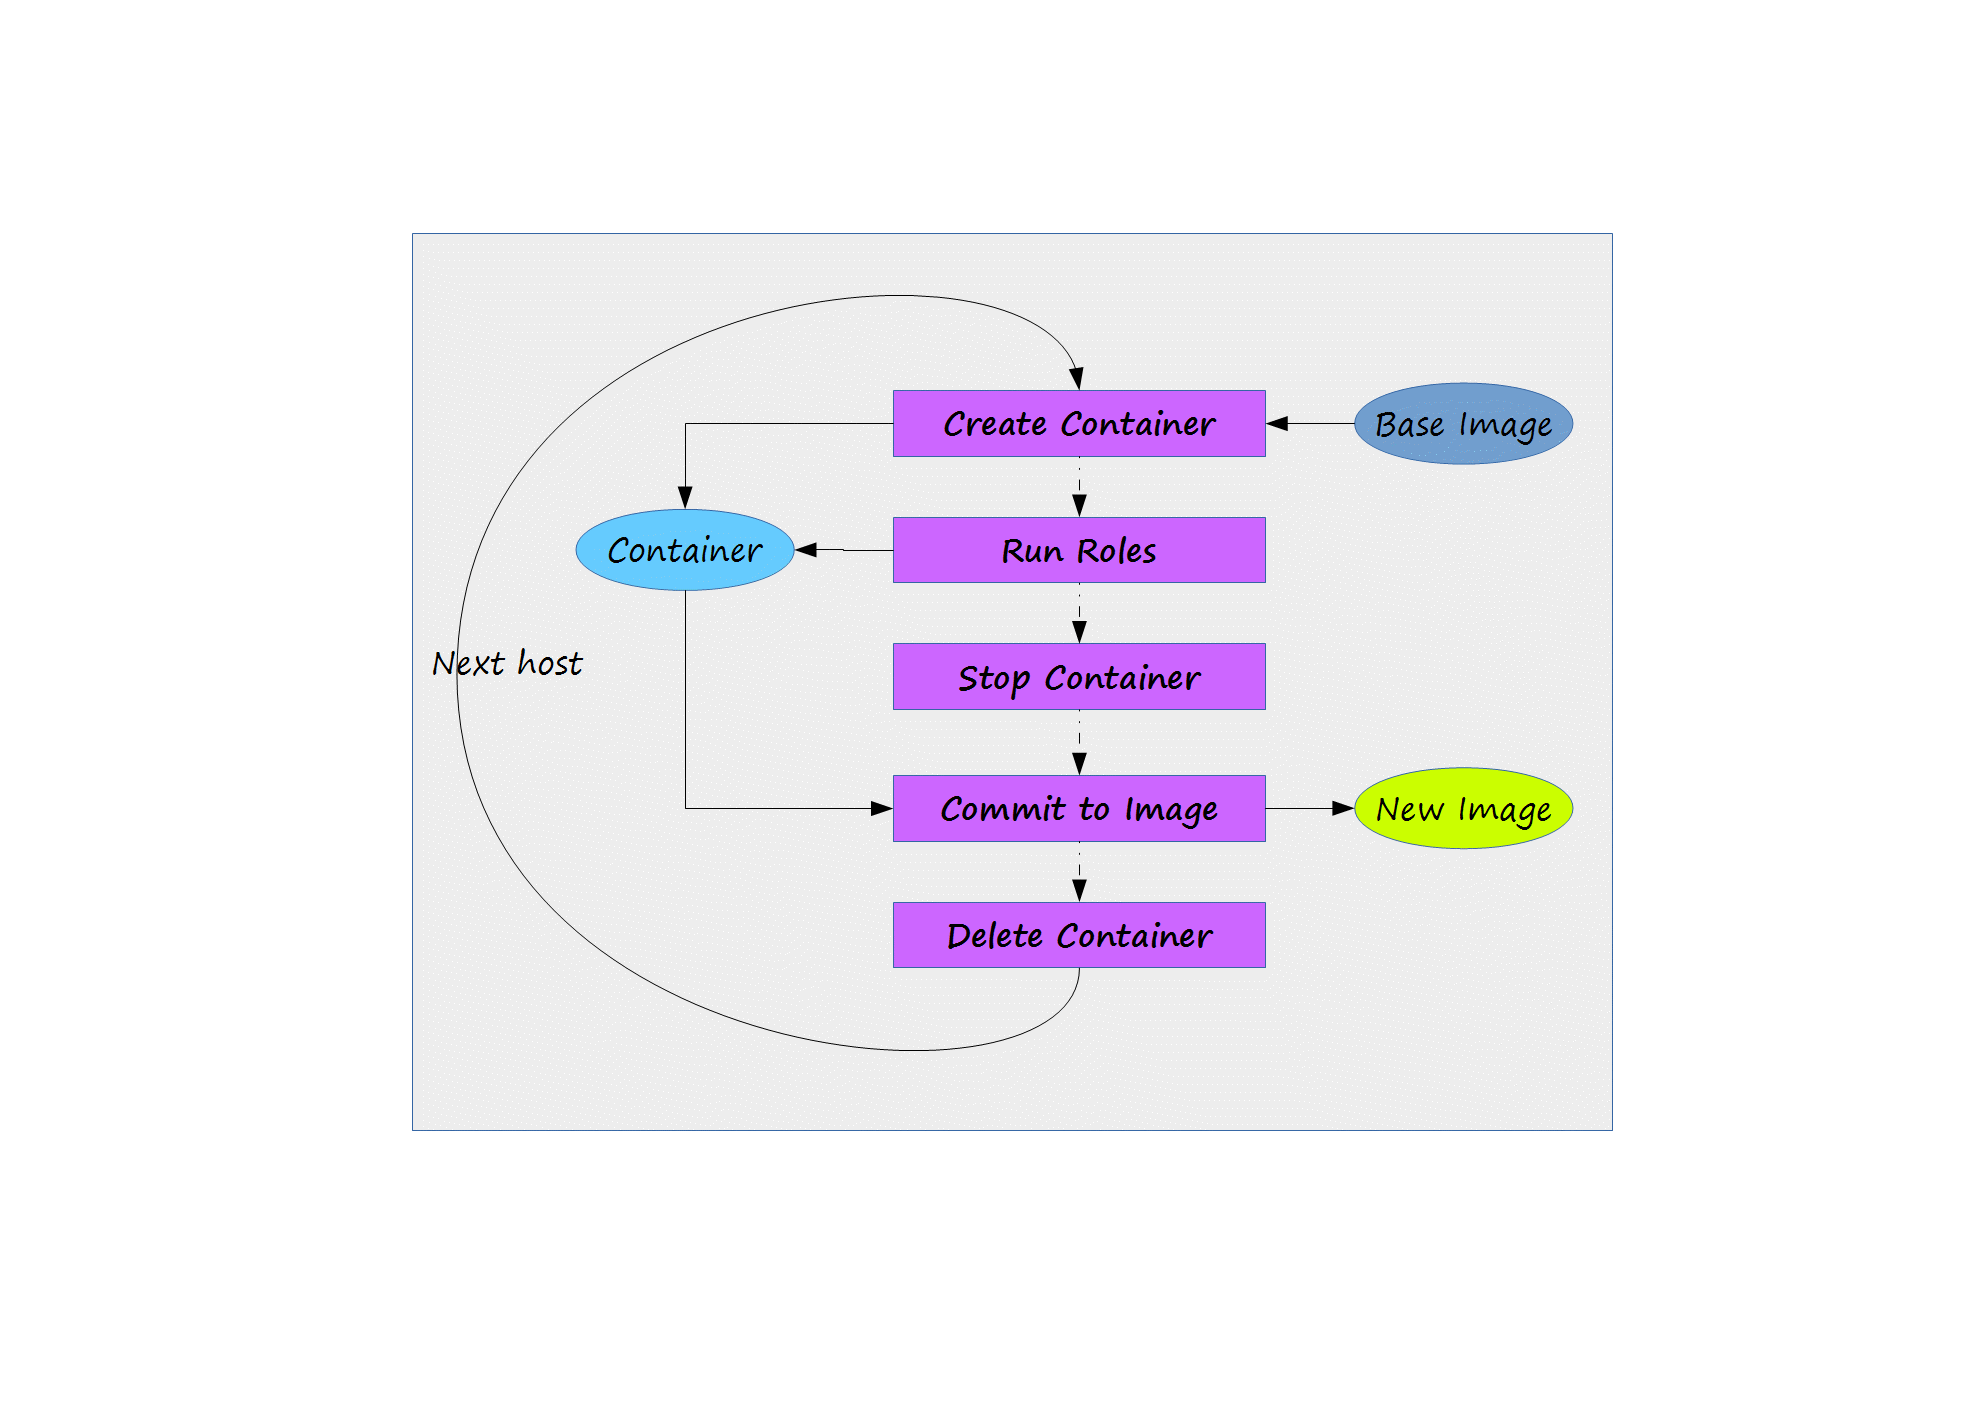 Create Container
Base Image
Container
Run Roles
Next host
Stop Container
Commit to Image
New Image
Delete Container